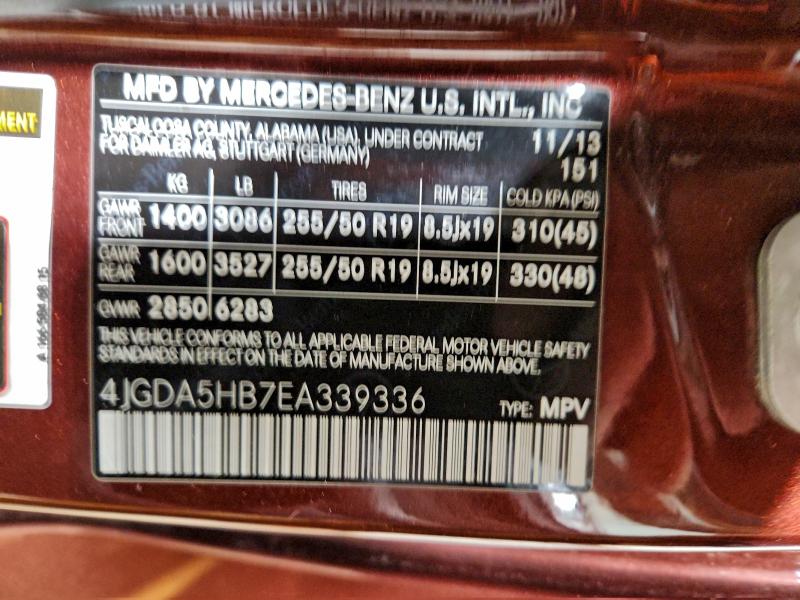 MENT
MFD BY MERCEDES-BENZ U.S. INTL., INC
TUSCALOOSA COUNTY, ALABAMA (USA), UNDER CONTRACT 11/13
FOR DAIMLER AG, STUTTGART (GERMANY) 151
KG LB TIRES RIM SIZE COLD KPA (PSI)
GAWR FRONT 1400 3086 255/50 R19 8.5Jx19 310(45)
GAWR REAR 1600 3527 255/50 R19 8.5Jx19 330(48)
GVWR 2850 6283
THIS VEHICLE CONFORMS TO ALL APPLICABLE FEDERAL MOTOR VEHICLE SAFETY
STANDARDS IN EFFECT ON THE DATE OF MANUFACTURE SHOWN ABOVE.
4JGDA5HB7EA339336 TYPE: MPV